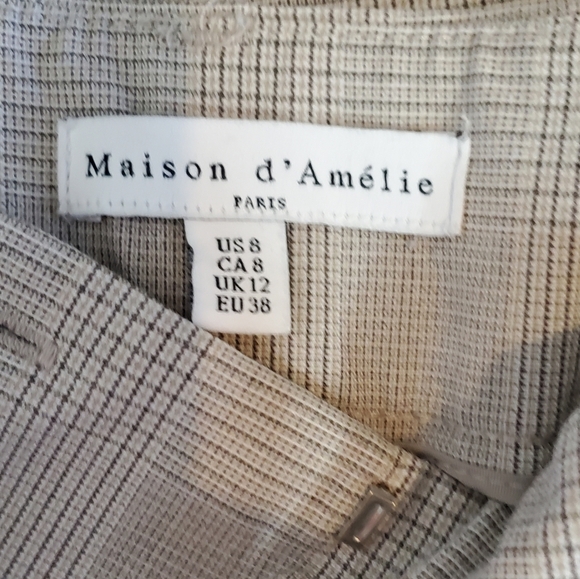 Maison d'Amélie
PARIS
US 8
CA 8
UK 12
EU 38